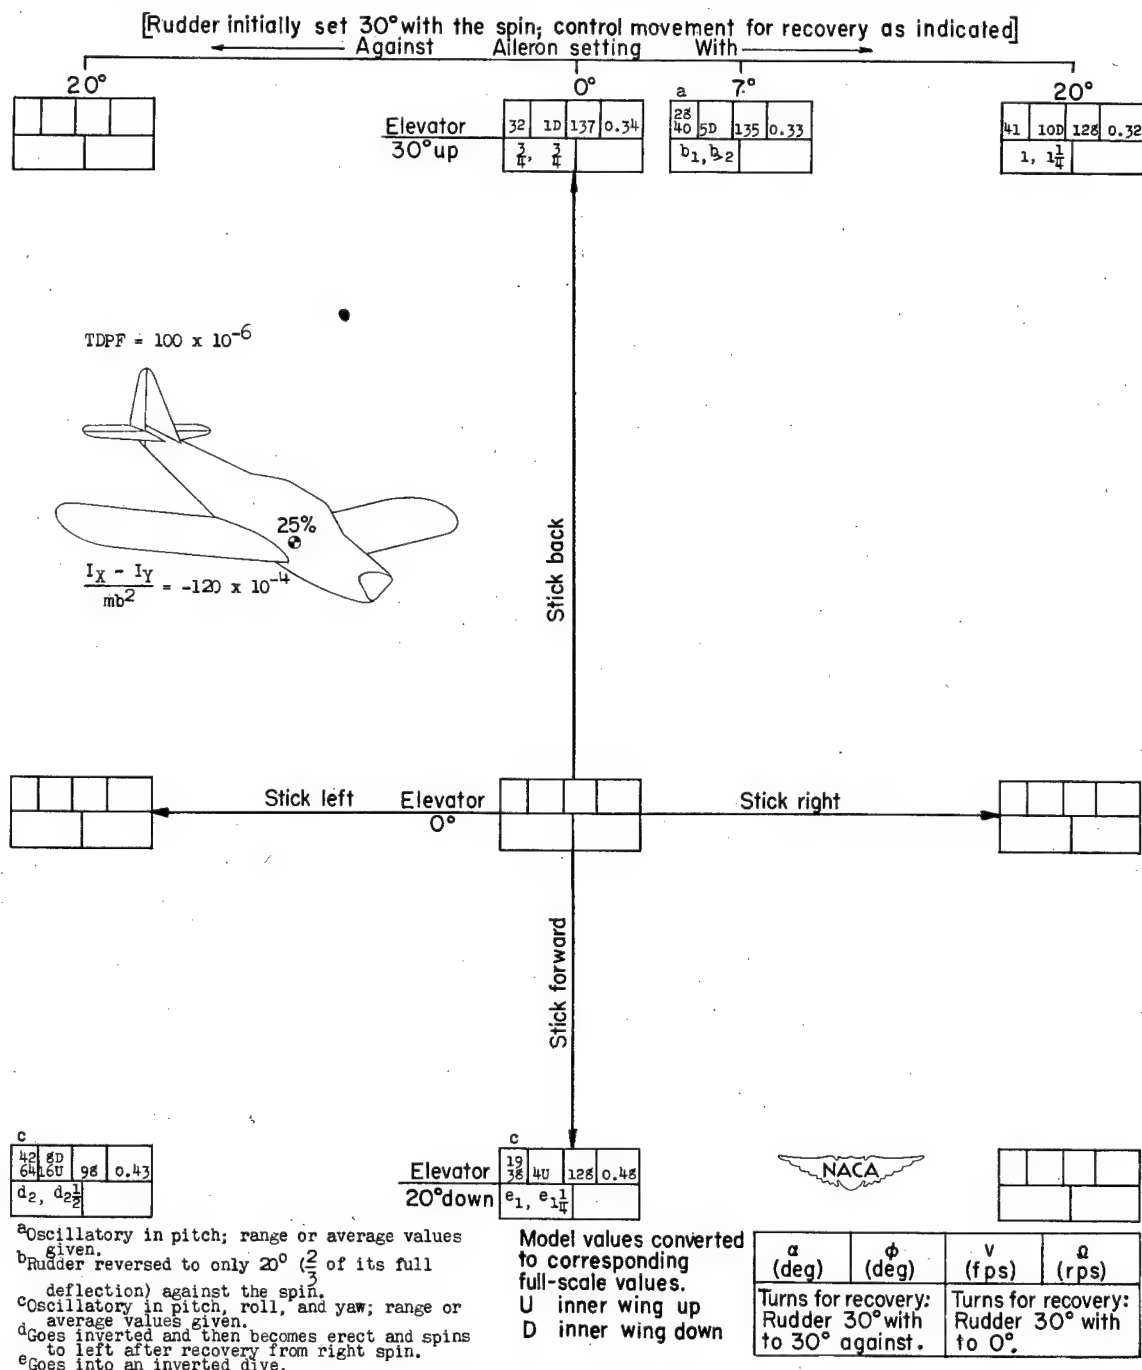 [Rudder initially set 30° with the spin; control movement for recovery as indicated]
Against Aileron setting With
20° 0° 7° 20°
a
Elevator
30° up
32 1D 137 0.34
3/4, 3/4
28
40 5D 135 0.33
b1, b2
41 10D 128 0.32
1, 1 1/4
TDPF = 100 x 10-6
25%
IX - IY
mb2 = -120 x 10-4
Stick back
Stick left
Elevator
0°
Stick right
Stick forward
c
42 8D
64 16U 98 0.43
d2, d2 1/2
Elevator
20° down
c
19
38 4U 128 0.48
e1, e1 1/4
NACA
aOscillatory in pitch; range or average values
given.
bRudder reversed to only 20° (2/3 of its full
deflection) against the spin.
cOscillatory in pitch, roll, and yaw; range or
average values given.
dGoes inverted and then becomes erect and spins
to left after recovery from right spin.
eGoes into an inverted dive.
Model values converted
to corresponding
full-scale values.
U inner wing up
D inner wing down
α
(deg)
ϕ
(deg)
V
(fps)
Ω
(rps)
Turns for recovery:
Rudder 30° with
to 30° against.
Turns for recovery:
Rudder 30° with
to 0°.